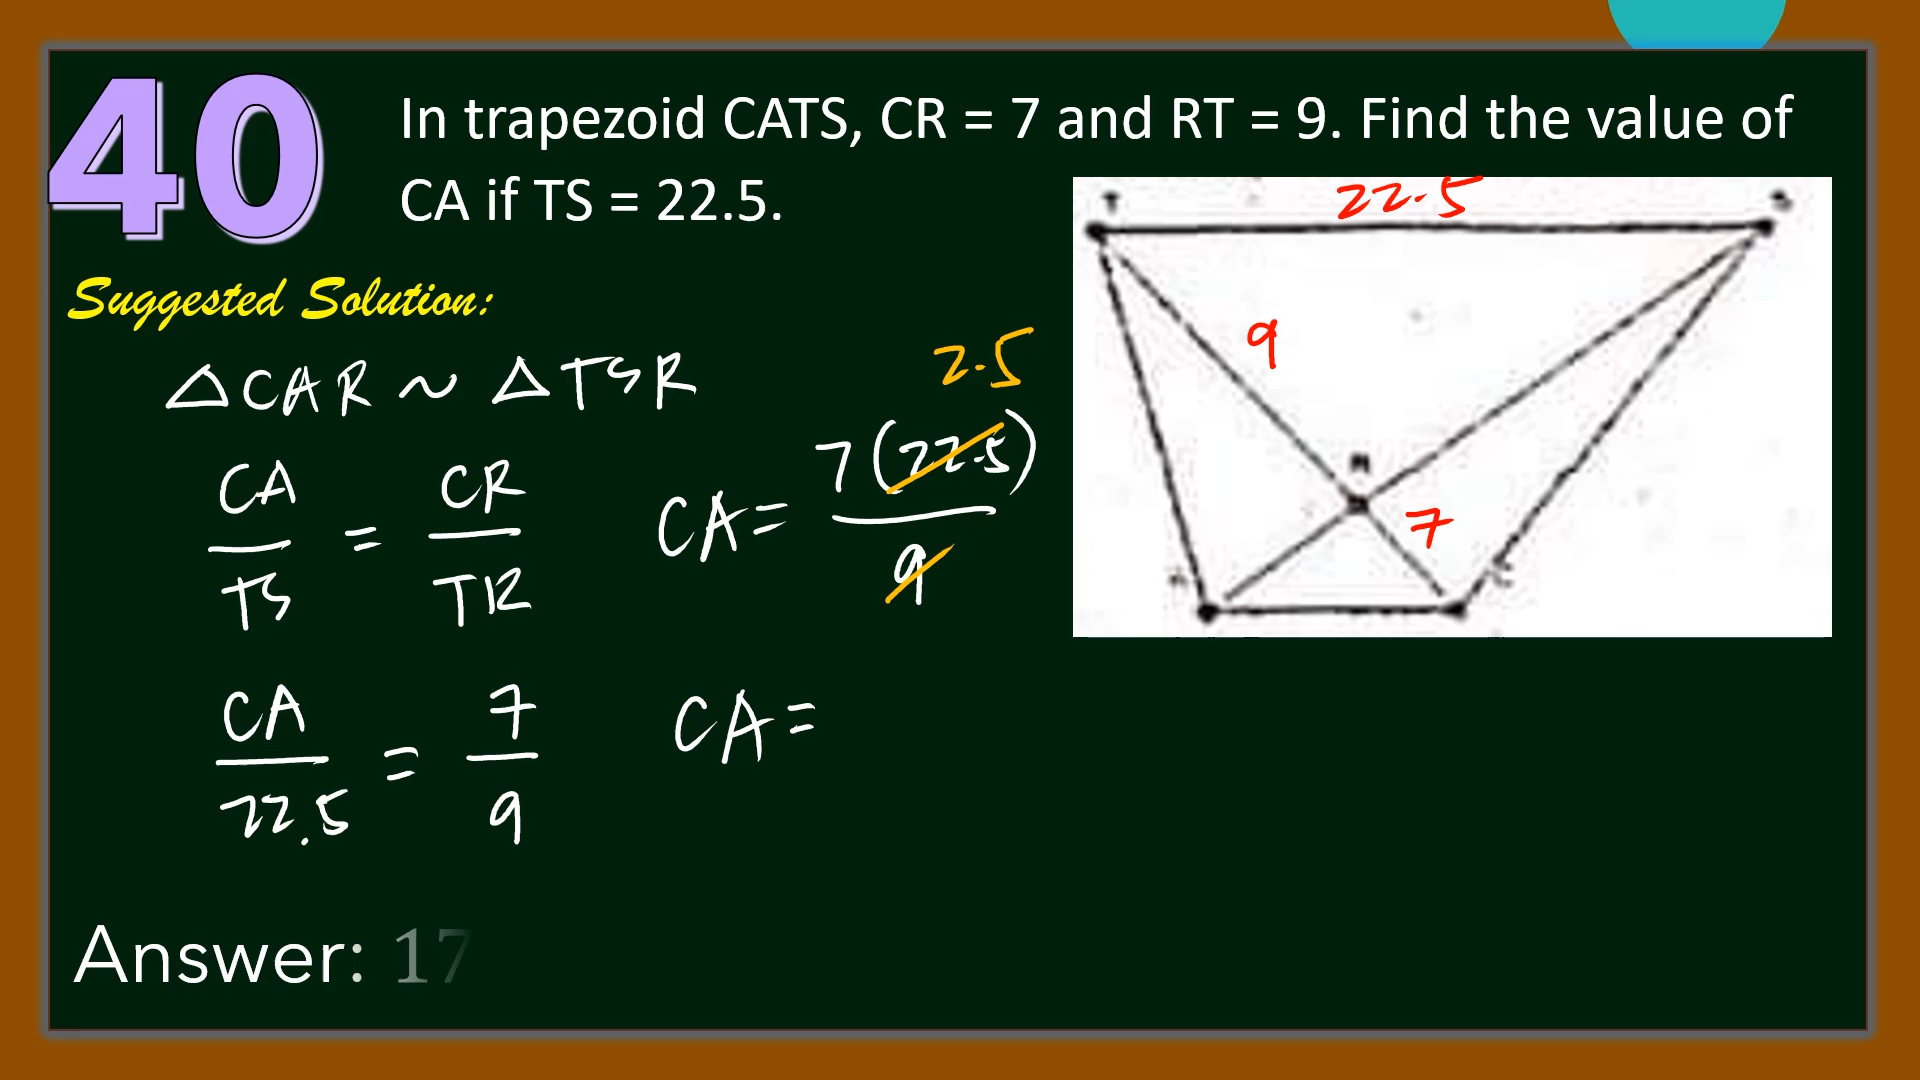 40
In trapezoid CATS, CR = 7 and RT = 9. Find the value of
CA if TS = 22.5.
Suggested Solution:
△CAR ~ △TSR
CA/TS = CR/TR
CA/22.5 = 7/9
2.5
CA = 7(22.5)/9
CA =
T
22.5
S
9
R
7
A
C
Answer: 17